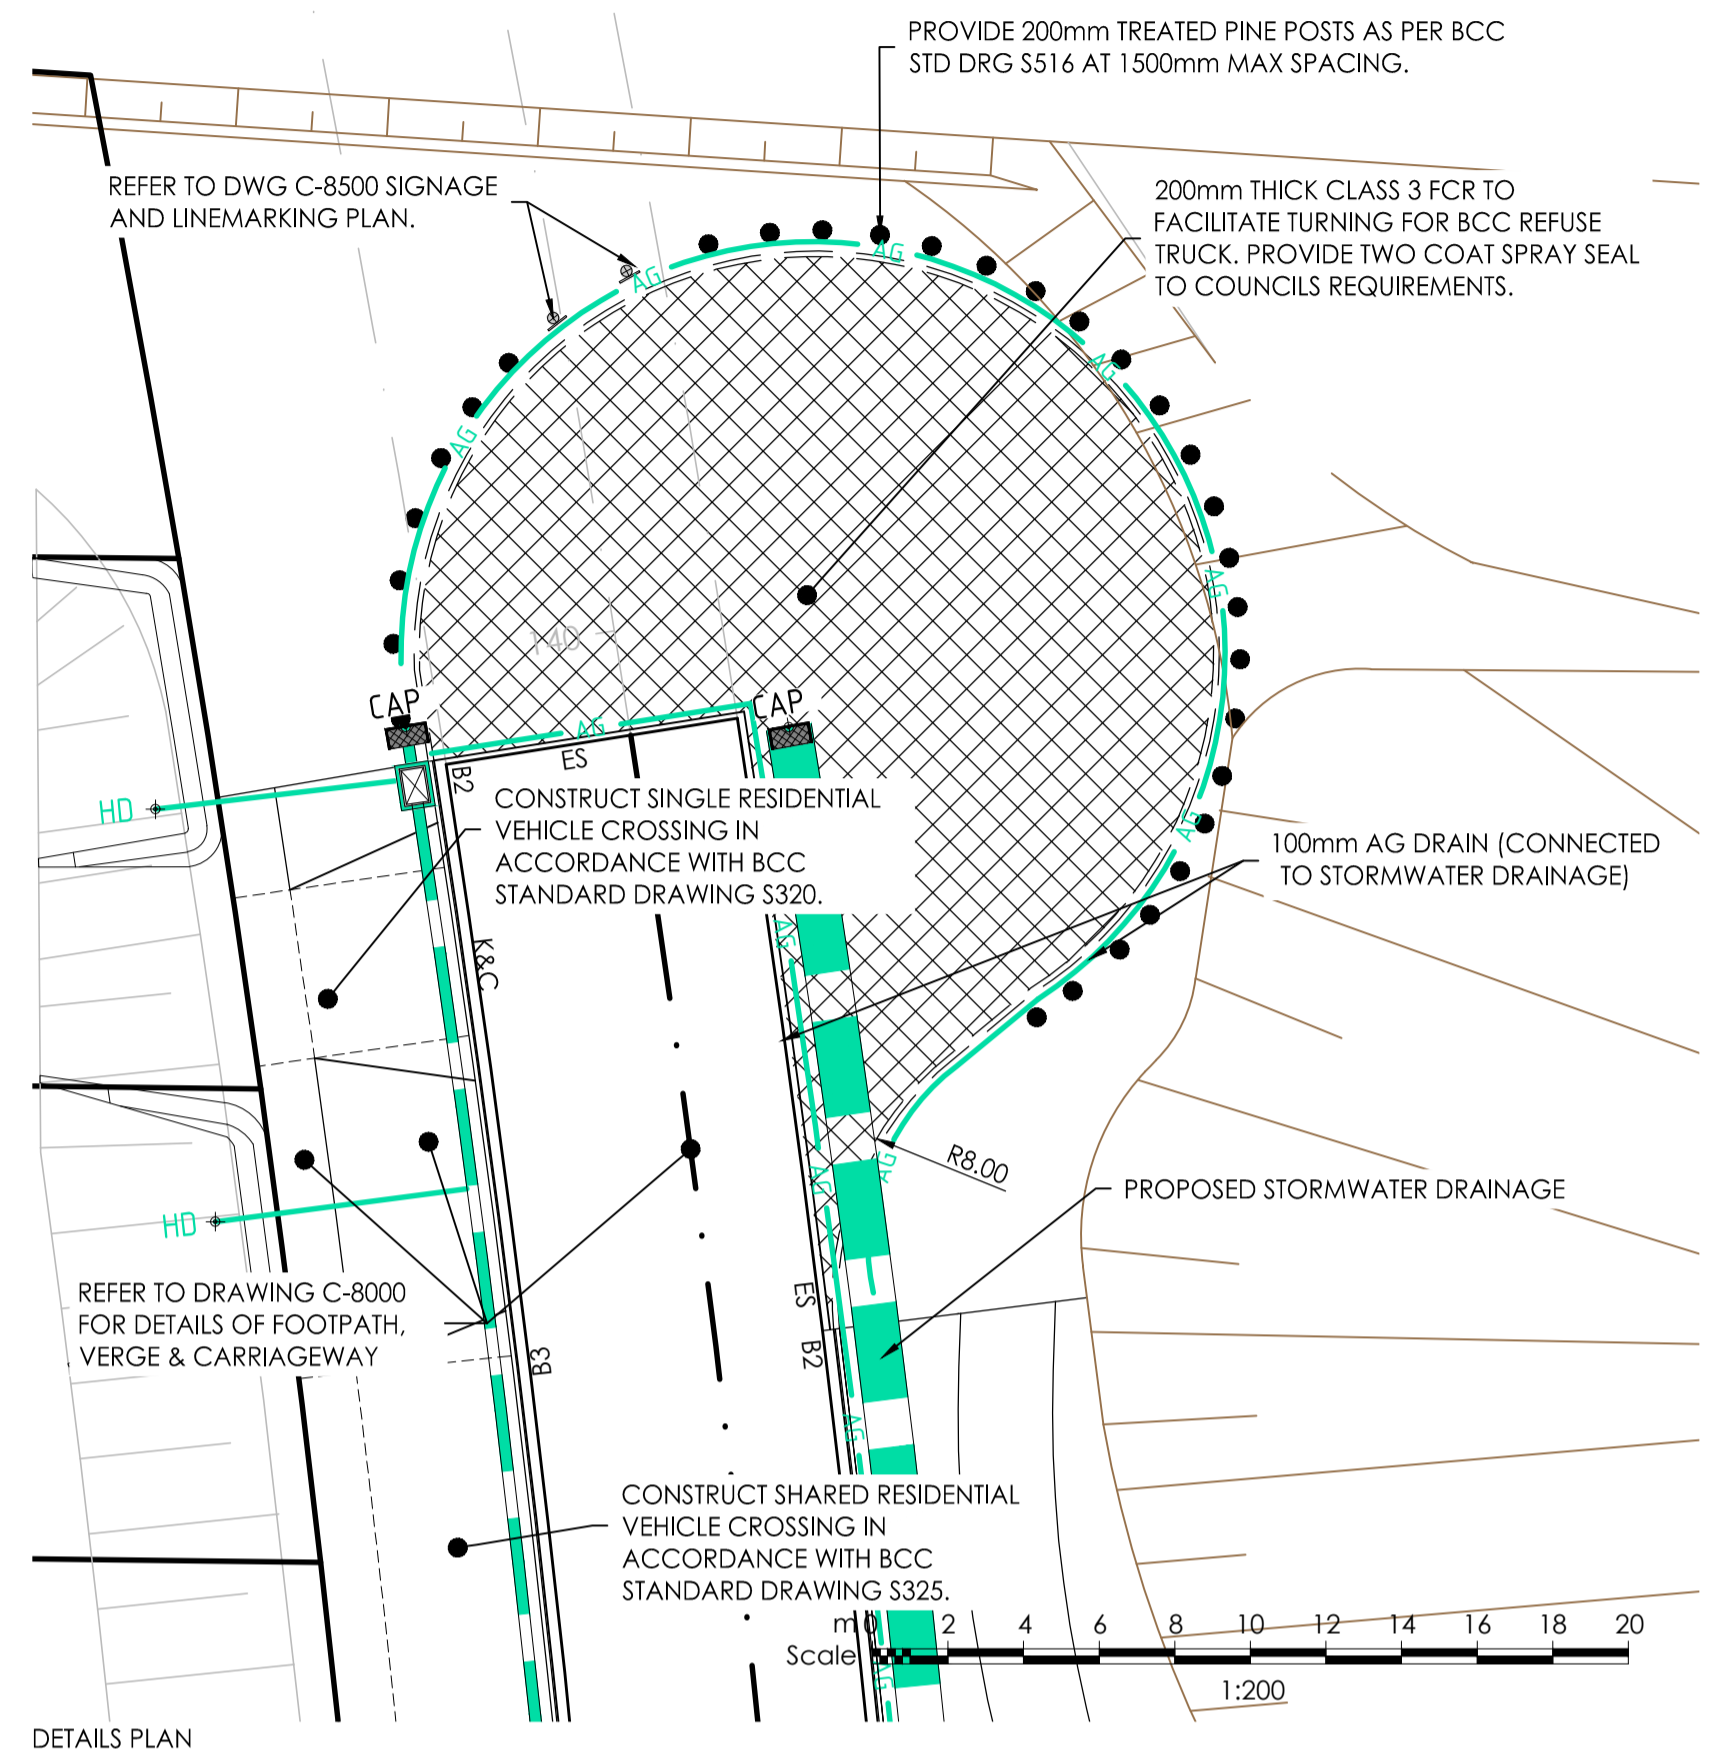 PROVIDE 200mm TREATED PINE POSTS AS PER BCC
STD DRG S516 AT 1500mm MAX SPACING.
REFER TO DWG C-8500 SIGNAGE
AND LINEMARKING PLAN.
200mm THICK CLASS 3 FCR TO
FACILITATE TURNING FOR BCC REFUSE
TRUCK. PROVIDE TWO COAT SPRAY SEAL
TO COUNCILS REQUIREMENTS.
AG
AG
AG
AG
AG
140
CAP
CAP
AG
ES
B2
HD
CONSTRUCT SINGLE RESIDENTIAL
VEHICLE CROSSING IN
ACCORDANCE WITH BCC
STANDARD DRAWING S320.
AG
100mm AG DRAIN (CONNECTED
TO STORMWATER DRAINAGE)
AG
K&C
R8.00
AG
AG
PROPOSED STORMWATER DRAINAGE
HD
REFER TO DRAWING C-8000
FOR DETAILS OF FOOTPATH,
VERGE & CARRIAGEWAY
ES
B2
B3
AG
CONSTRUCT SHARED RESIDENTIAL
VEHICLE CROSSING IN
ACCORDANCE WITH BCC
STANDARD DRAWING S325.
m 0 2 4 6 8 10 12 14 16 18 20
Scale
AG
1:200
DETAILS PLAN